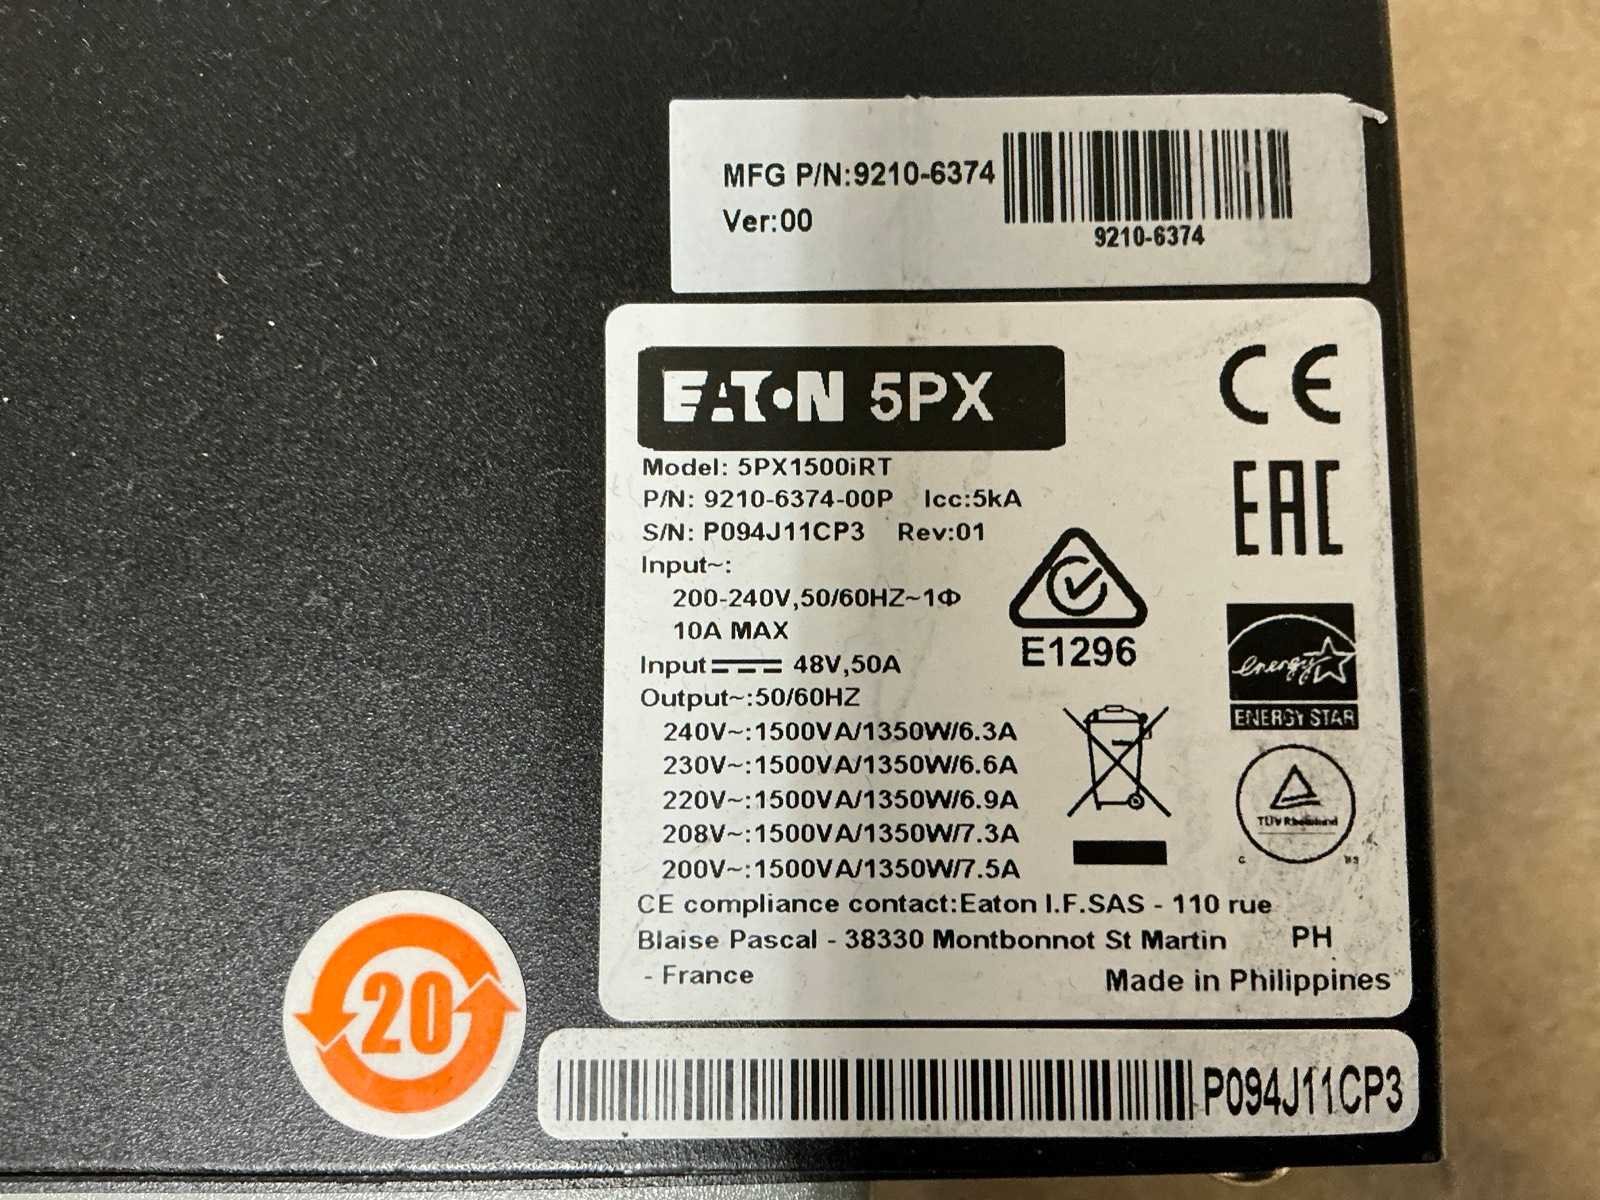 MFG P/N:9210-6374
Ver:00
9210-6374
EATON 5PX
Model: 5PX1500iRT
P/N: 9210-6374-00P Icc:5kA
S/N: P094J11CP3 Rev:01
Input~:
200-240V,50/60HZ~1Φ
10A MAX
Input 48V,50A
Output~:50/60HZ
240V~:1500VA/1350W/6.3A
230V~:1500VA/1350W/6.6A
220V~:1500VA/1350W/6.9A
208V~:1500VA/1350W/7.3A
200V~:1500VA/1350W/7.5A
CE compliance contact:Eaton I.F.SAS - 110 rue
Blaise Pascal - 38330 Montbonnot St Martin PH
- France
Made in Philippines
CE
EAC
E1296
energy
ENERGY STAR
TÜV Rheinland
C US
20
P094J11CP3